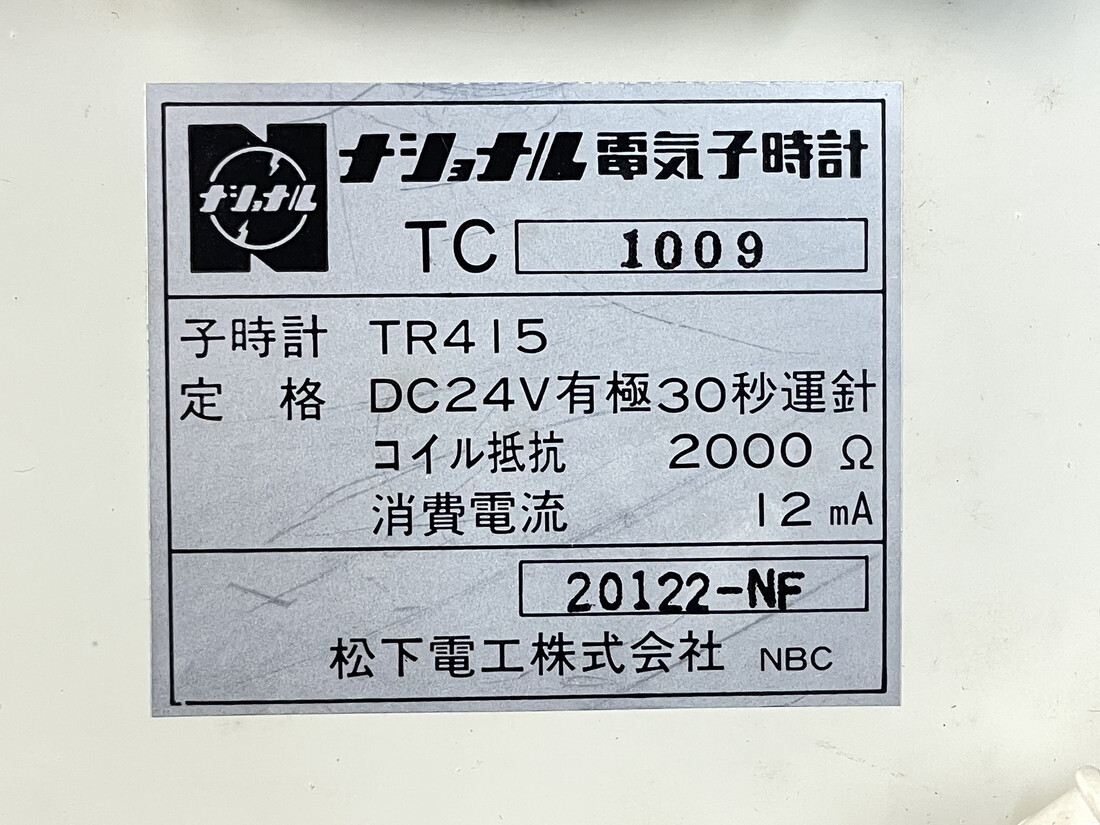 ナショナル
ナショナル電気子時計
TC 1009
子時計 TR415
定格 DC24V有極30秒運針
コイル抵抗 2000 Ω
消費電流 12 mA
20122-NF
松下電工株式会社 NBC